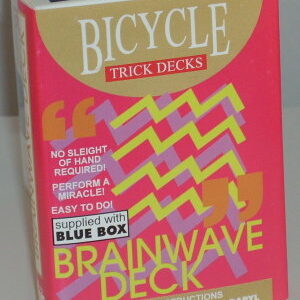 BICYCLE
TRICK DECKS
NO SLEIGHT
OF HAND
REQUIRED!
PERFORM A
MIRACLE!
EASY TO DO!
supplied with
BLUE BOX
BRAINWAVE
DECK